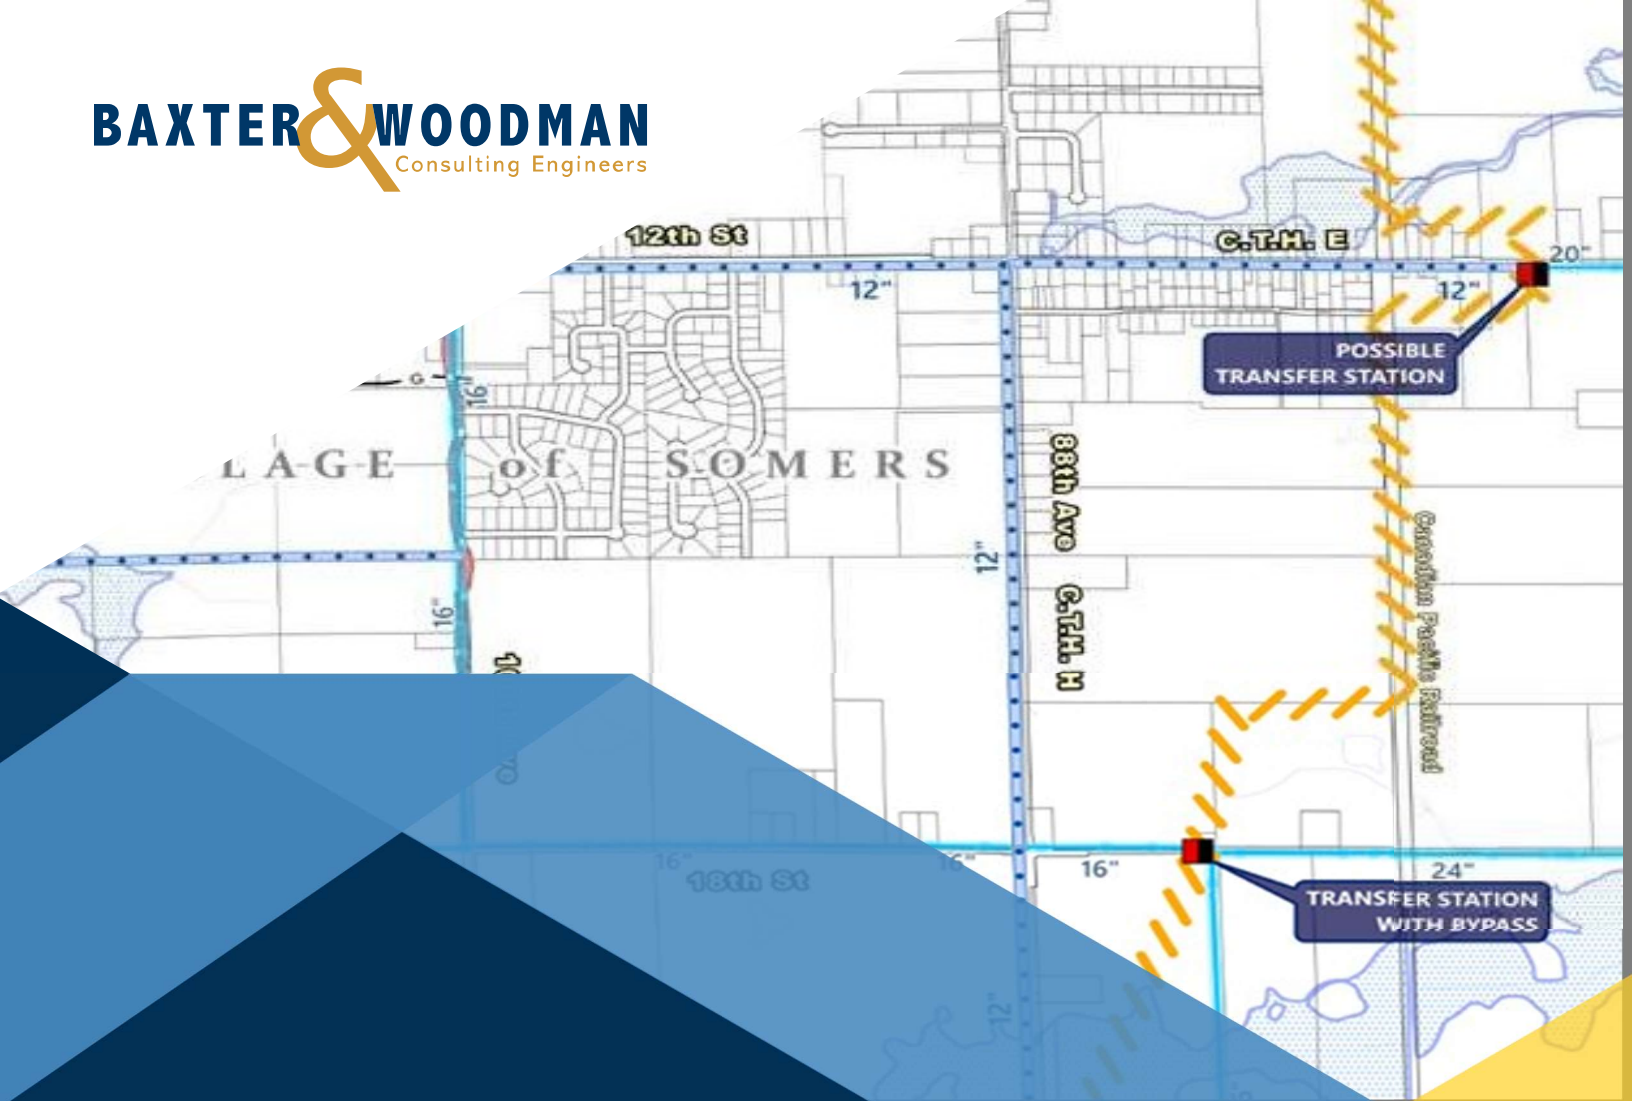 BAXTER & WOODMAN
Consulting Engineers
12th St
C.T.H. E
20"
12"
12"
POSSIBLE
TRANSFER STATION
G
16"
LAGE of SOMERS
88th Ave
12"
C.T.H. H
Canadian Pacific Railroad
16"
16"
16"
16"
24"
18th St
TRANSFER STATION
WITH BYPASS
12"